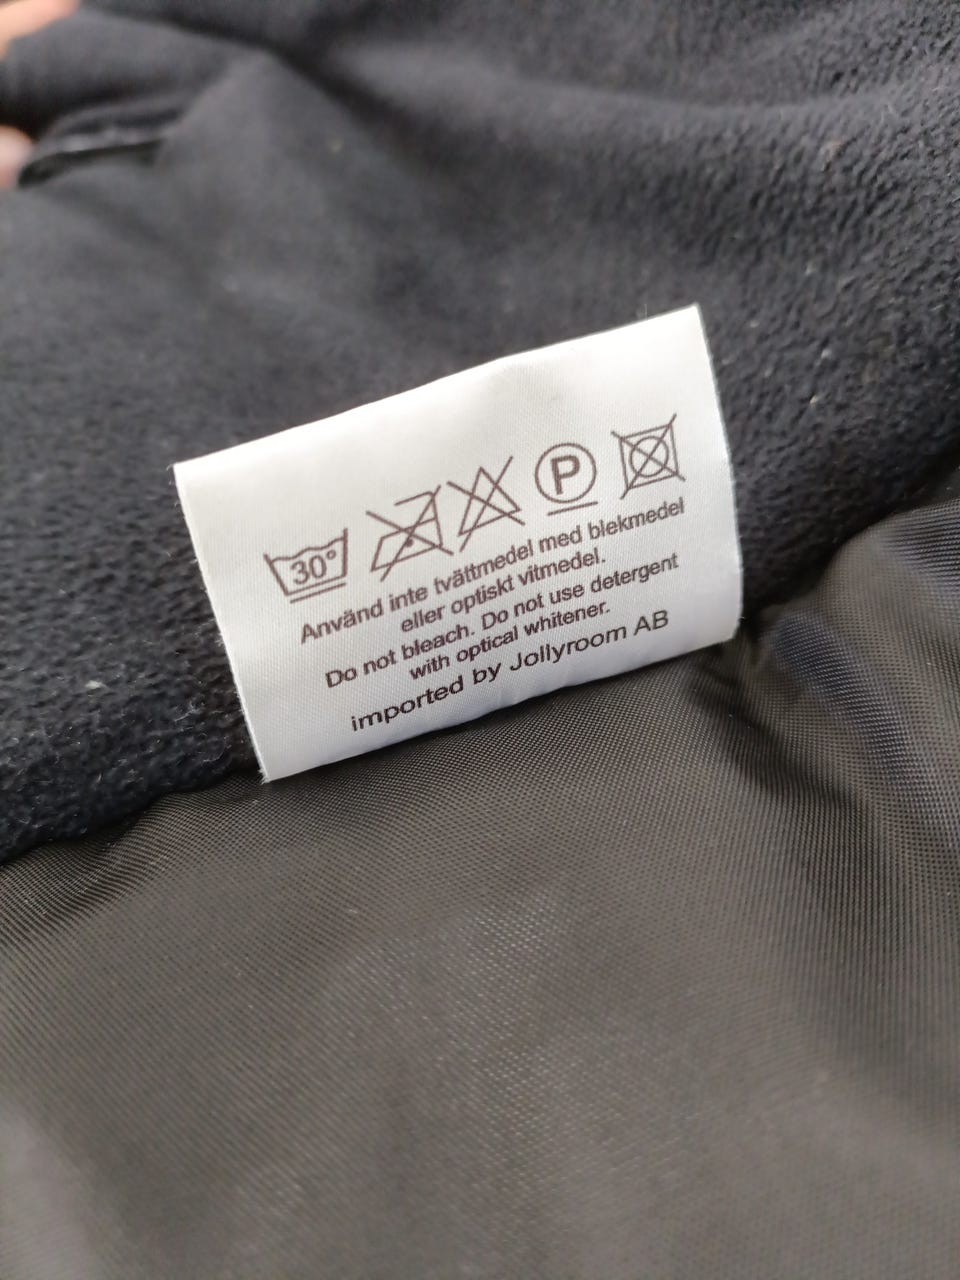 30°
P
Använd inte tvättmedel med blekmedel
eller optiskt vitmedel.
Do not bleach. Do not use detergent
with optical whitener.
imported by Jollyroom AB